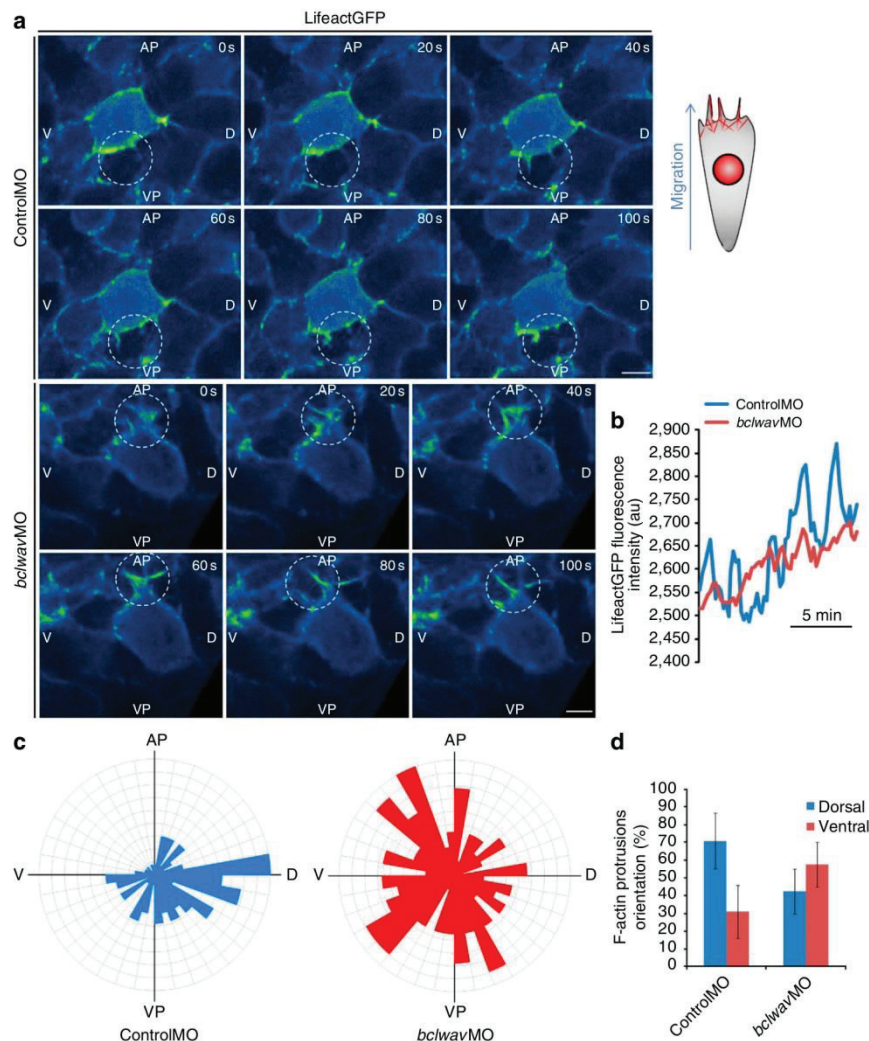 a
LifeactGFP
ControlMO
AP 0 s
V D
VP
AP 20 s
VP
AP 40 s
D
VP
Migration
60 s AP
V
VP
AP 80 s
VP
AP 100 s
D
VP
bclwavMO
AP 0 s
V D
VP
AP 20 s
V D
VP
AP 40 s
V D
VP
60 s AP
V D
VP
AP 80 s
V D
VP
AP 100 s
V D
VP
b
ControlMO
bclwavMO
LifeactGFP fluorescence
intensity (au)
2,900
2,850
2,800
2,750
2,700
2,650
2,600
2,550
2,500
2,450
2,400
5 min
c
AP
V D
VP
ControlMO
AP
V D
VP
bclwavMO
d
F-actin protrusions
orientation (%)
100
90
80
70
60
50
40
30
20
10
0
Dorsal
Ventral
ControlMO
bclwavMO